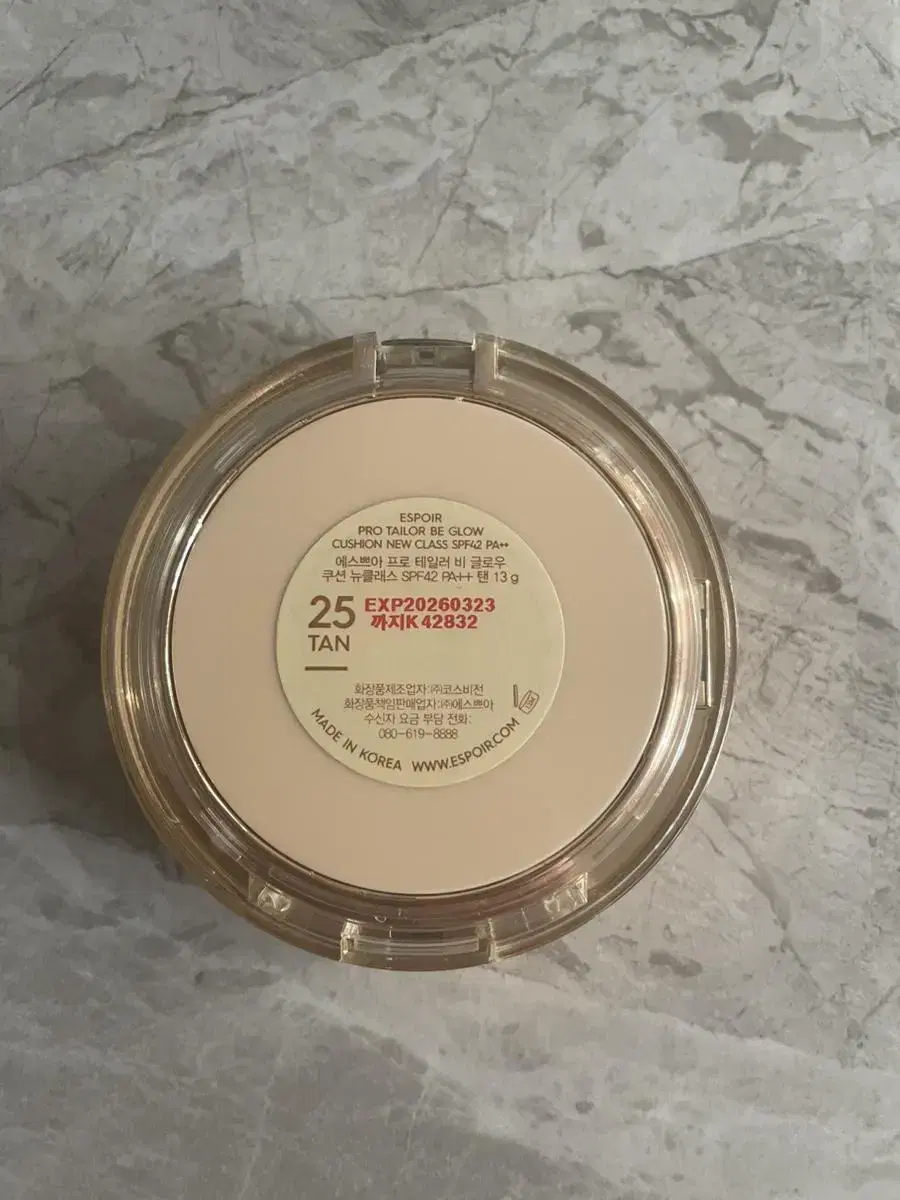 ESPOIR
PRO TAILOR BE GLOW
CUSHION NEW CLASS SPF42 PA++
에스쁘아 프로 테일러 비 글로우
쿠션 뉴클래스 SPF42 PA++ 탠 13 g
25
TAN
EXP20260323
까지K42832
화장품제조업자:㈜코스비전
화장품책임판매업자:㈜에스쁘아
수신자 요금 부담 전화:
080-619-8888
MADE IN KOREA WWW.ESPOIR.COM